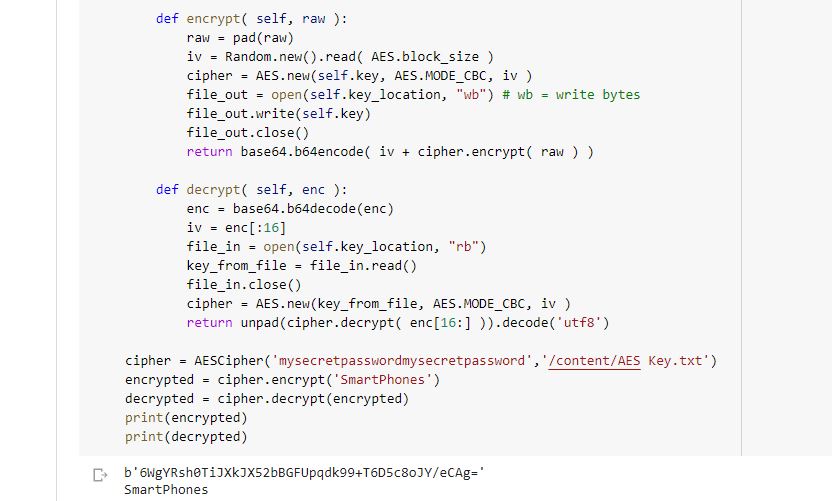 def encrypt( self, raw ):
raw = pad(raw)
iv = Random.new().read( AES.block_size )
cipher = AES.new(self.key, AES.MODE_CBC, iv )
file_out = open(self.key_location, "wb") # wb = write bytes
file_out.write(self.key)
file_out.close()
return base64.b64encode( iv + cipher.encrypt( raw ) )
def decrypt( self, enc ):
enc = base64.b64decode(enc)
iv = enc[:16]
file_in = open(self.key_location, "rb")
key_from_file = file_in.read()
file_in.close()
cipher = AES.new(key_from_file, AES.MODE_CBC, iv )
return unpad(cipher.decrypt( enc[16:] )).decode('utf8')
cipher = AESCipher('mysecretpasswordmysecretpassword','/content/AES Key.txt')
encrypted = cipher.encrypt('SmartPhones')
decrypted = cipher.decrypt(encrypted)
print(encrypted)
print(decrypted)
b'6WgYRsh0TiJXkJX52bBGFUpqdk99+T6D5c8oJY/eCAg='
SmartPhones